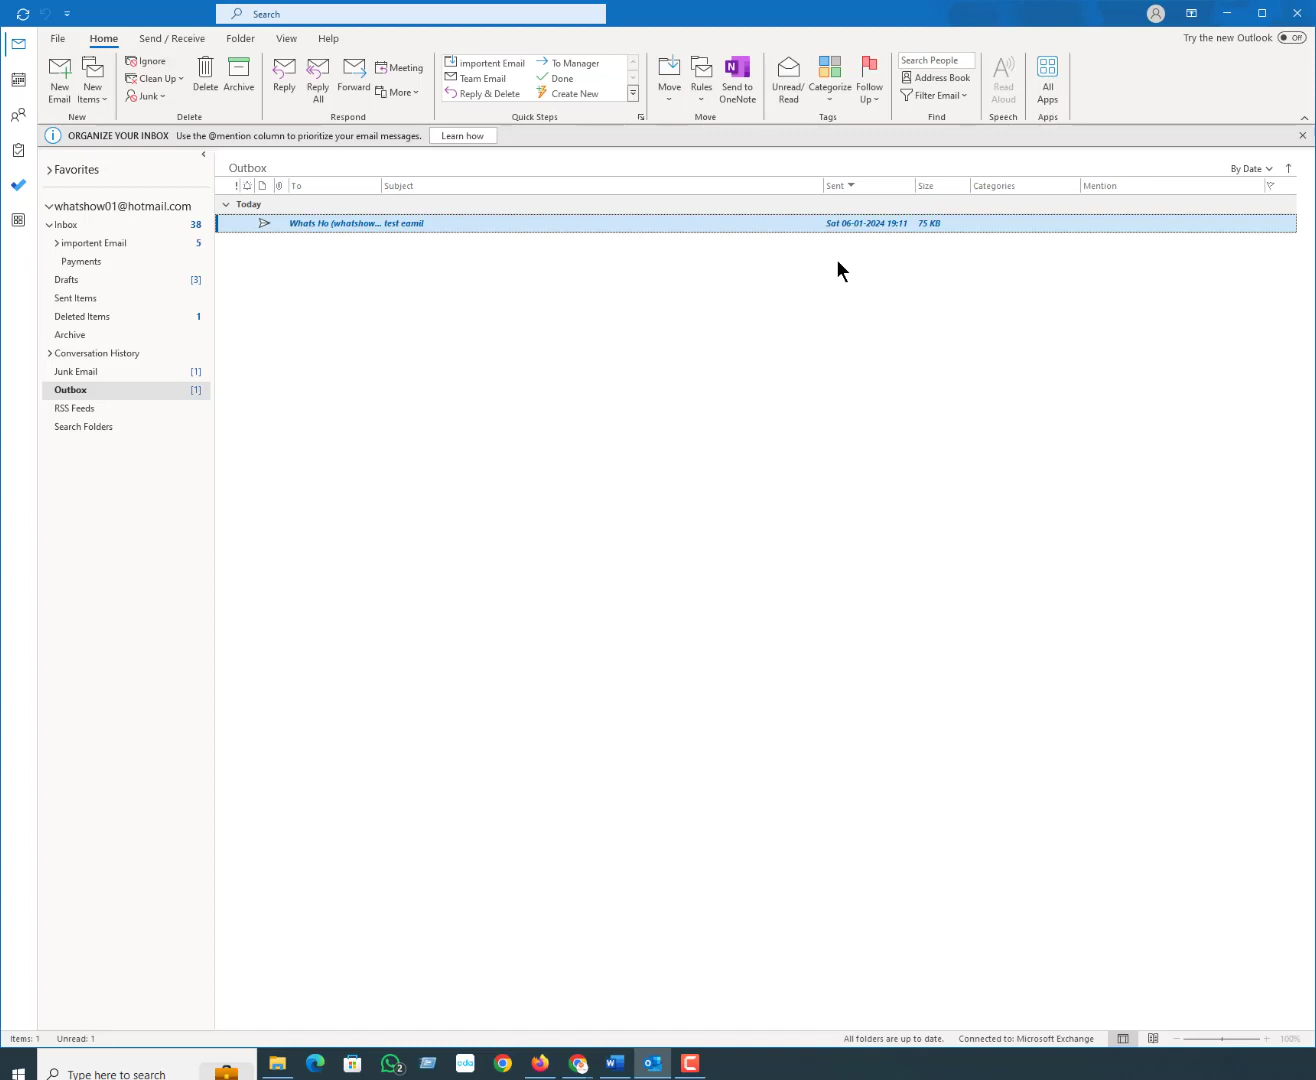 Search
File Home Send / Receive Folder View Help
Try the new Outlook Off
New Email
New Items
Ignore
Clean Up
Junk
Delete
Archive
Reply
Reply All
Forward
Meeting
More
importent Email
Team Email
Reply & Delete
To Manager
Done
Create New
Move
Rules
Send to OneNote
Unread/ Read
Categorize
Follow Up
Search People
Address Book
Filter Email
Read Aloud
All Apps
New Delete Respond Quick Steps Move Tags Find Speech Apps
ORGANIZE YOUR INBOX Use the @mention column to prioritize your email messages. Learn how
Favorites
whatshow01@hotmail.com
Inbox 38
importent Email 5
Payments
Drafts [3]
Sent Items
Deleted Items 1
Archive
Conversation History
Junk Email [1]
Outbox [1]
RSS Feeds
Search Folders
Outbox
By Date
! To Subject Sent Size Categories Mention
Today
Whats Ho (whatshow... test eamil Sat 06-01-2024 19:11 75 KB
Items: 1 Unread: 1
All folders are up to date. Connected to: Microsoft Exchange 100%
Type here to search
cda
2